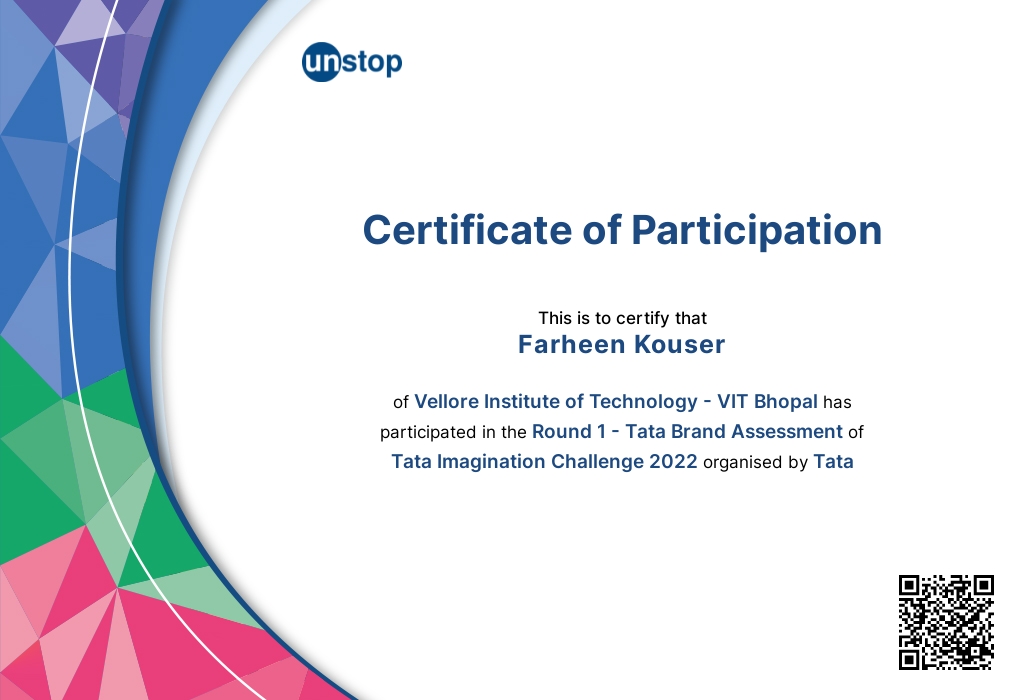 unstop
Certificate of Participation
This is to certify that
Farheen Kouser
of Vellore Institute of Technology - VIT Bhopal has
participated in the Round 1 - Tata Brand Assessment of
Tata Imagination Challenge 2022 organised by Tata